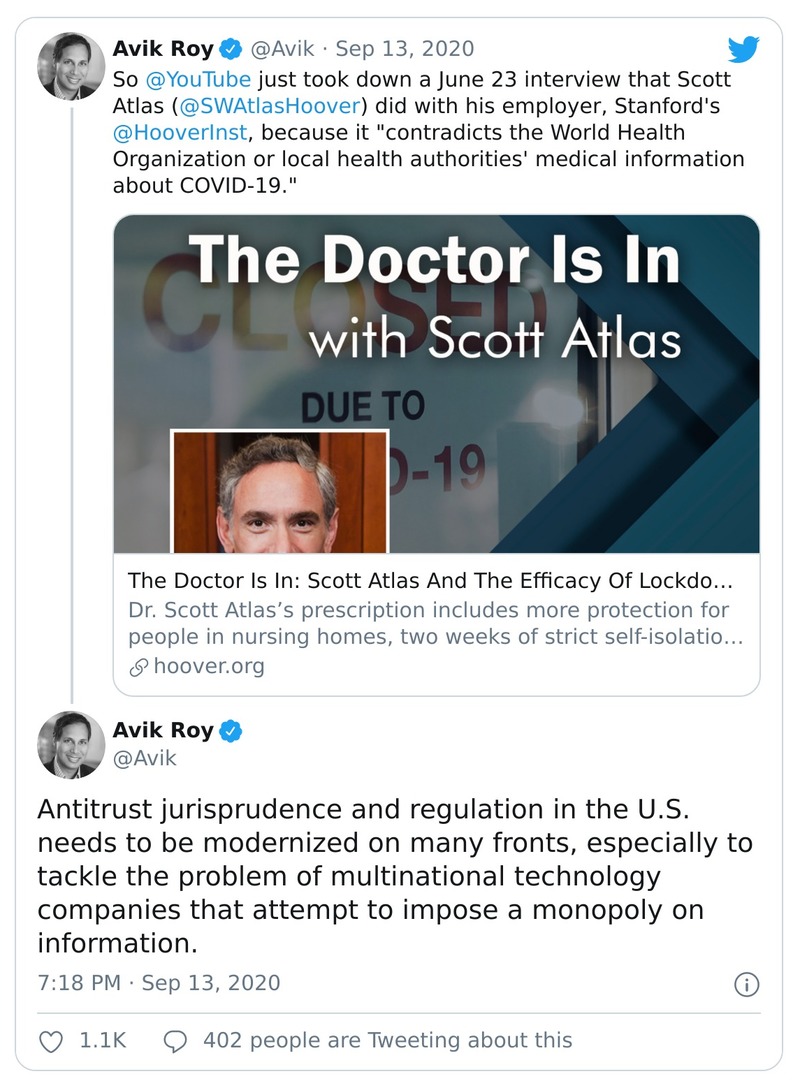 Avik Roy @Avik · Sep 13, 2020
So @YouTube just took down a June 23 interview that Scott
Atlas (@SWAtlasHoover) did with his employer, Stanford's
@HooverInst, because it "contradicts the World Health
Organization or local health authorities' medical information
about COVID-19."
The Doctor Is In
CLOSED
with Scott Atlas
DUE TO
D-19
The Doctor Is In: Scott Atlas And The Efficacy Of Lockdo…
Dr. Scott Atlas’s prescription includes more protection for
people in nursing homes, two weeks of strict self-isolatio…
hoover.org
Avik Roy
@Avik
Antitrust jurisprudence and regulation in the U.S.
needs to be modernized on many fronts, especially to
tackle the problem of multinational technology
companies that attempt to impose a monopoly on
information.
7:18 PM · Sep 13, 2020
1.1K 402 people are Tweeting about this